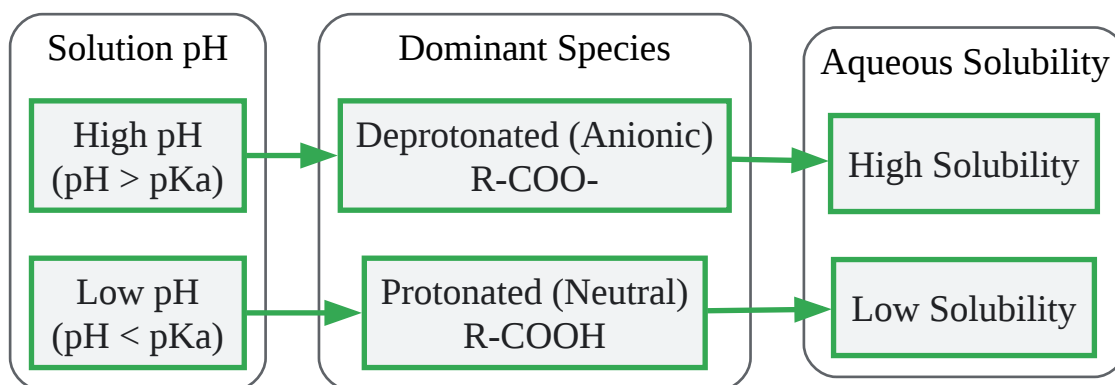 Solution pH
Dominant Species
Aqueous Solubility
High pH
(pH > pKa)
Deprotonated (Anionic)
R-COO-
High Solubility
Low pH
(pH < pKa)
Protonated (Neutral)
R-COOH
Low Solubility